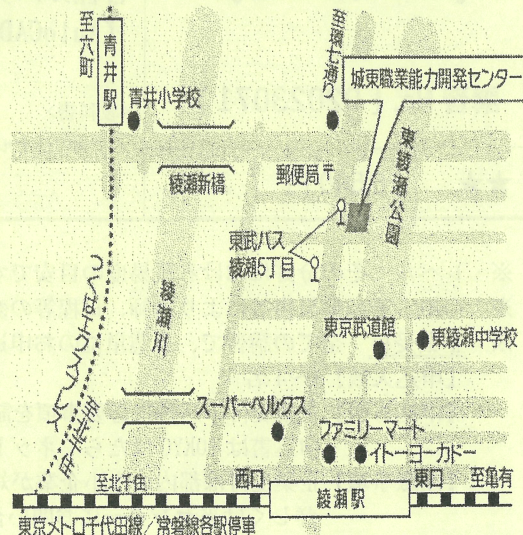 至六町
青井駅
青井小学校
至環七通り
城東職業能力開発センター
東綾瀬公園
綾瀬新橋
郵便局〒
東武バス
綾瀬5丁目
綾瀬川
つくばエクスプレス
至北千住
東京武道館
東綾瀬中学校
スーパーベルクス
ファミリーマート
イトーヨーカドー
至北千住
西口
綾瀬駅
東口
至亀有
東京メトロ千代田線/常磐線各駅停車